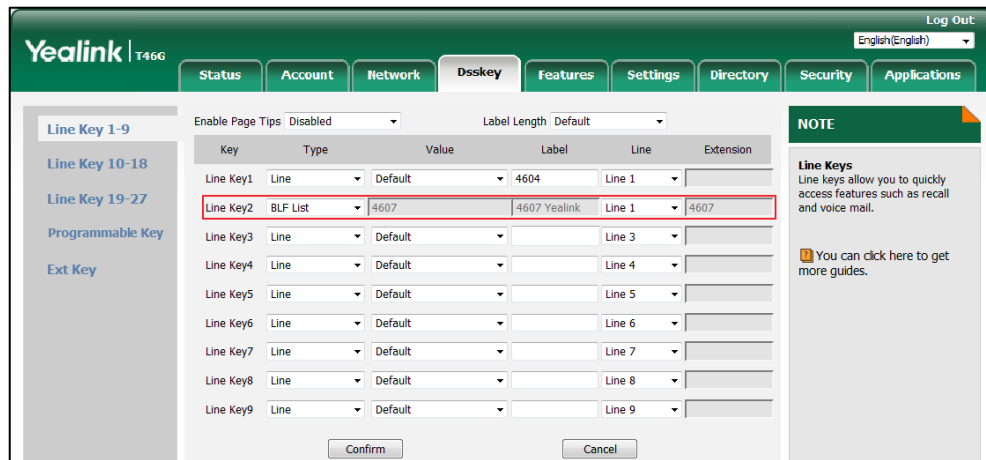 Log Out
Yealink T46G
English(English)
Status Account Network Dsskey Features Settings Directory Security Applications
Line Key 1-9
Line Key 10-18
Line Key 19-27
Programmable Key
Ext Key
Enable Page Tips Disabled Label Length Default
Key Type Value Label Line Extension
Line Key1 Line Default 4604 Line 1
Line Key2 BLF List 4607 4607 Yealink Line 1 4607
Line Key3 Line Default Line 3
Line Key4 Line Default Line 4
Line Key5 Line Default Line 5
Line Key6 Line Default Line 6
Line Key7 Line Default Line 7
Line Key8 Line Default Line 8
Line Key9 Line Default Line 9
Confirm Cancel
NOTE
Line Keys
Line keys allow you to quickly
access features such as recall
and voice mail.
You can click here to get
more guides.